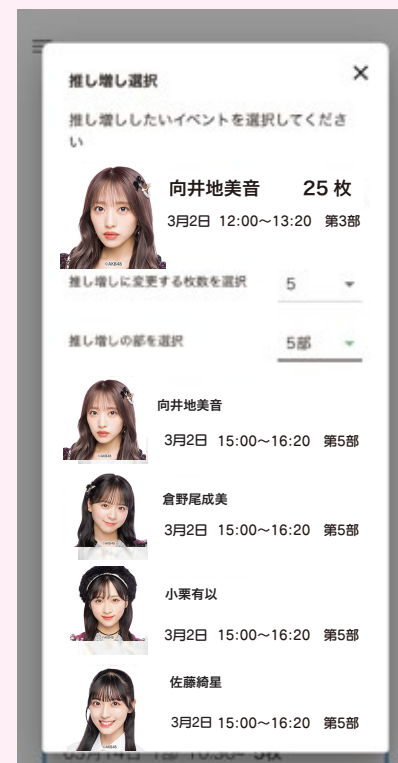 推し増し選択
×
推し増ししたいイベントを選択してくださ
い
向井地美音 25 枚
3月2日 12:00〜13:20 第3部
©AKB48
推し増しに変更する枚数を選択 5
推し増しの部を選択 5部
向井地美音
3月2日 15:00〜16:20 第5部
©AKB48
倉野尾成美
3月2日 15:00〜16:20 第5部
小栗有以
3月2日 15:00〜16:20 第5部
佐藤綺星
3月2日 15:00〜16:20 第5部
©AKB48